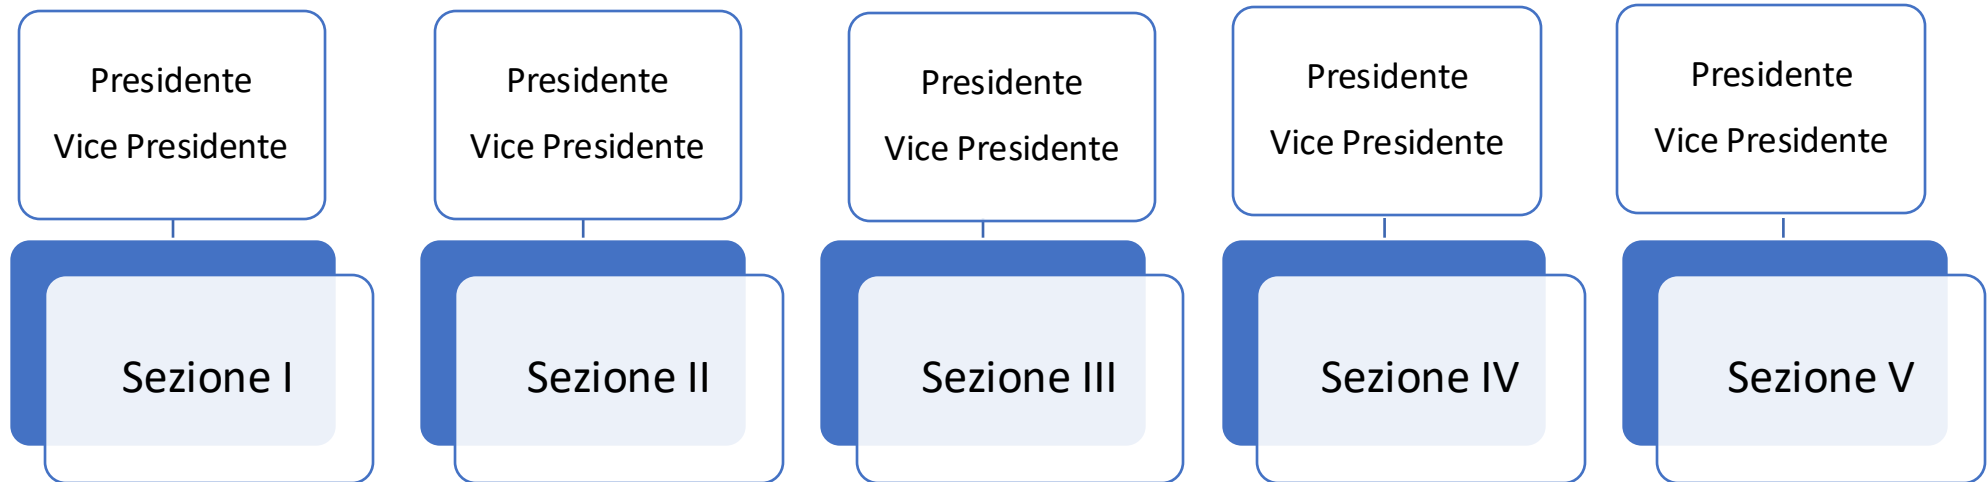 Presidente
Vice Presidente
Presidente
Vice Presidente
Presidente
Vice Presidente
Presidente
Vice Presidente
Presidente
Vice Presidente
Sezione I
Sezione II
Sezione III
Sezione IV
Sezione V